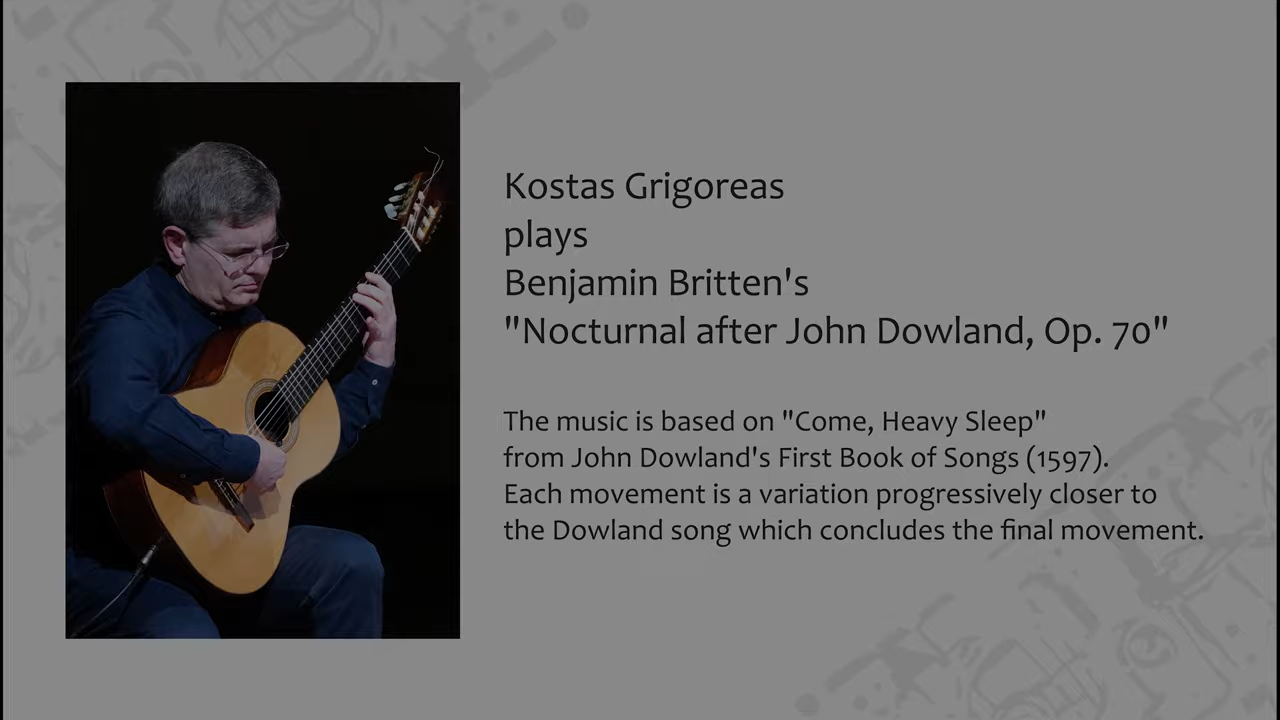 Kostas Grigoreas
plays
Benjamin Britten's
"Nocturnal after John Dowland, Op. 70"
The music is based on "Come, Heavy Sleep"
from John Dowland's First Book of Songs (1597).
Each movement is a variation progressively closer to
the Dowland song which concludes the final movement.